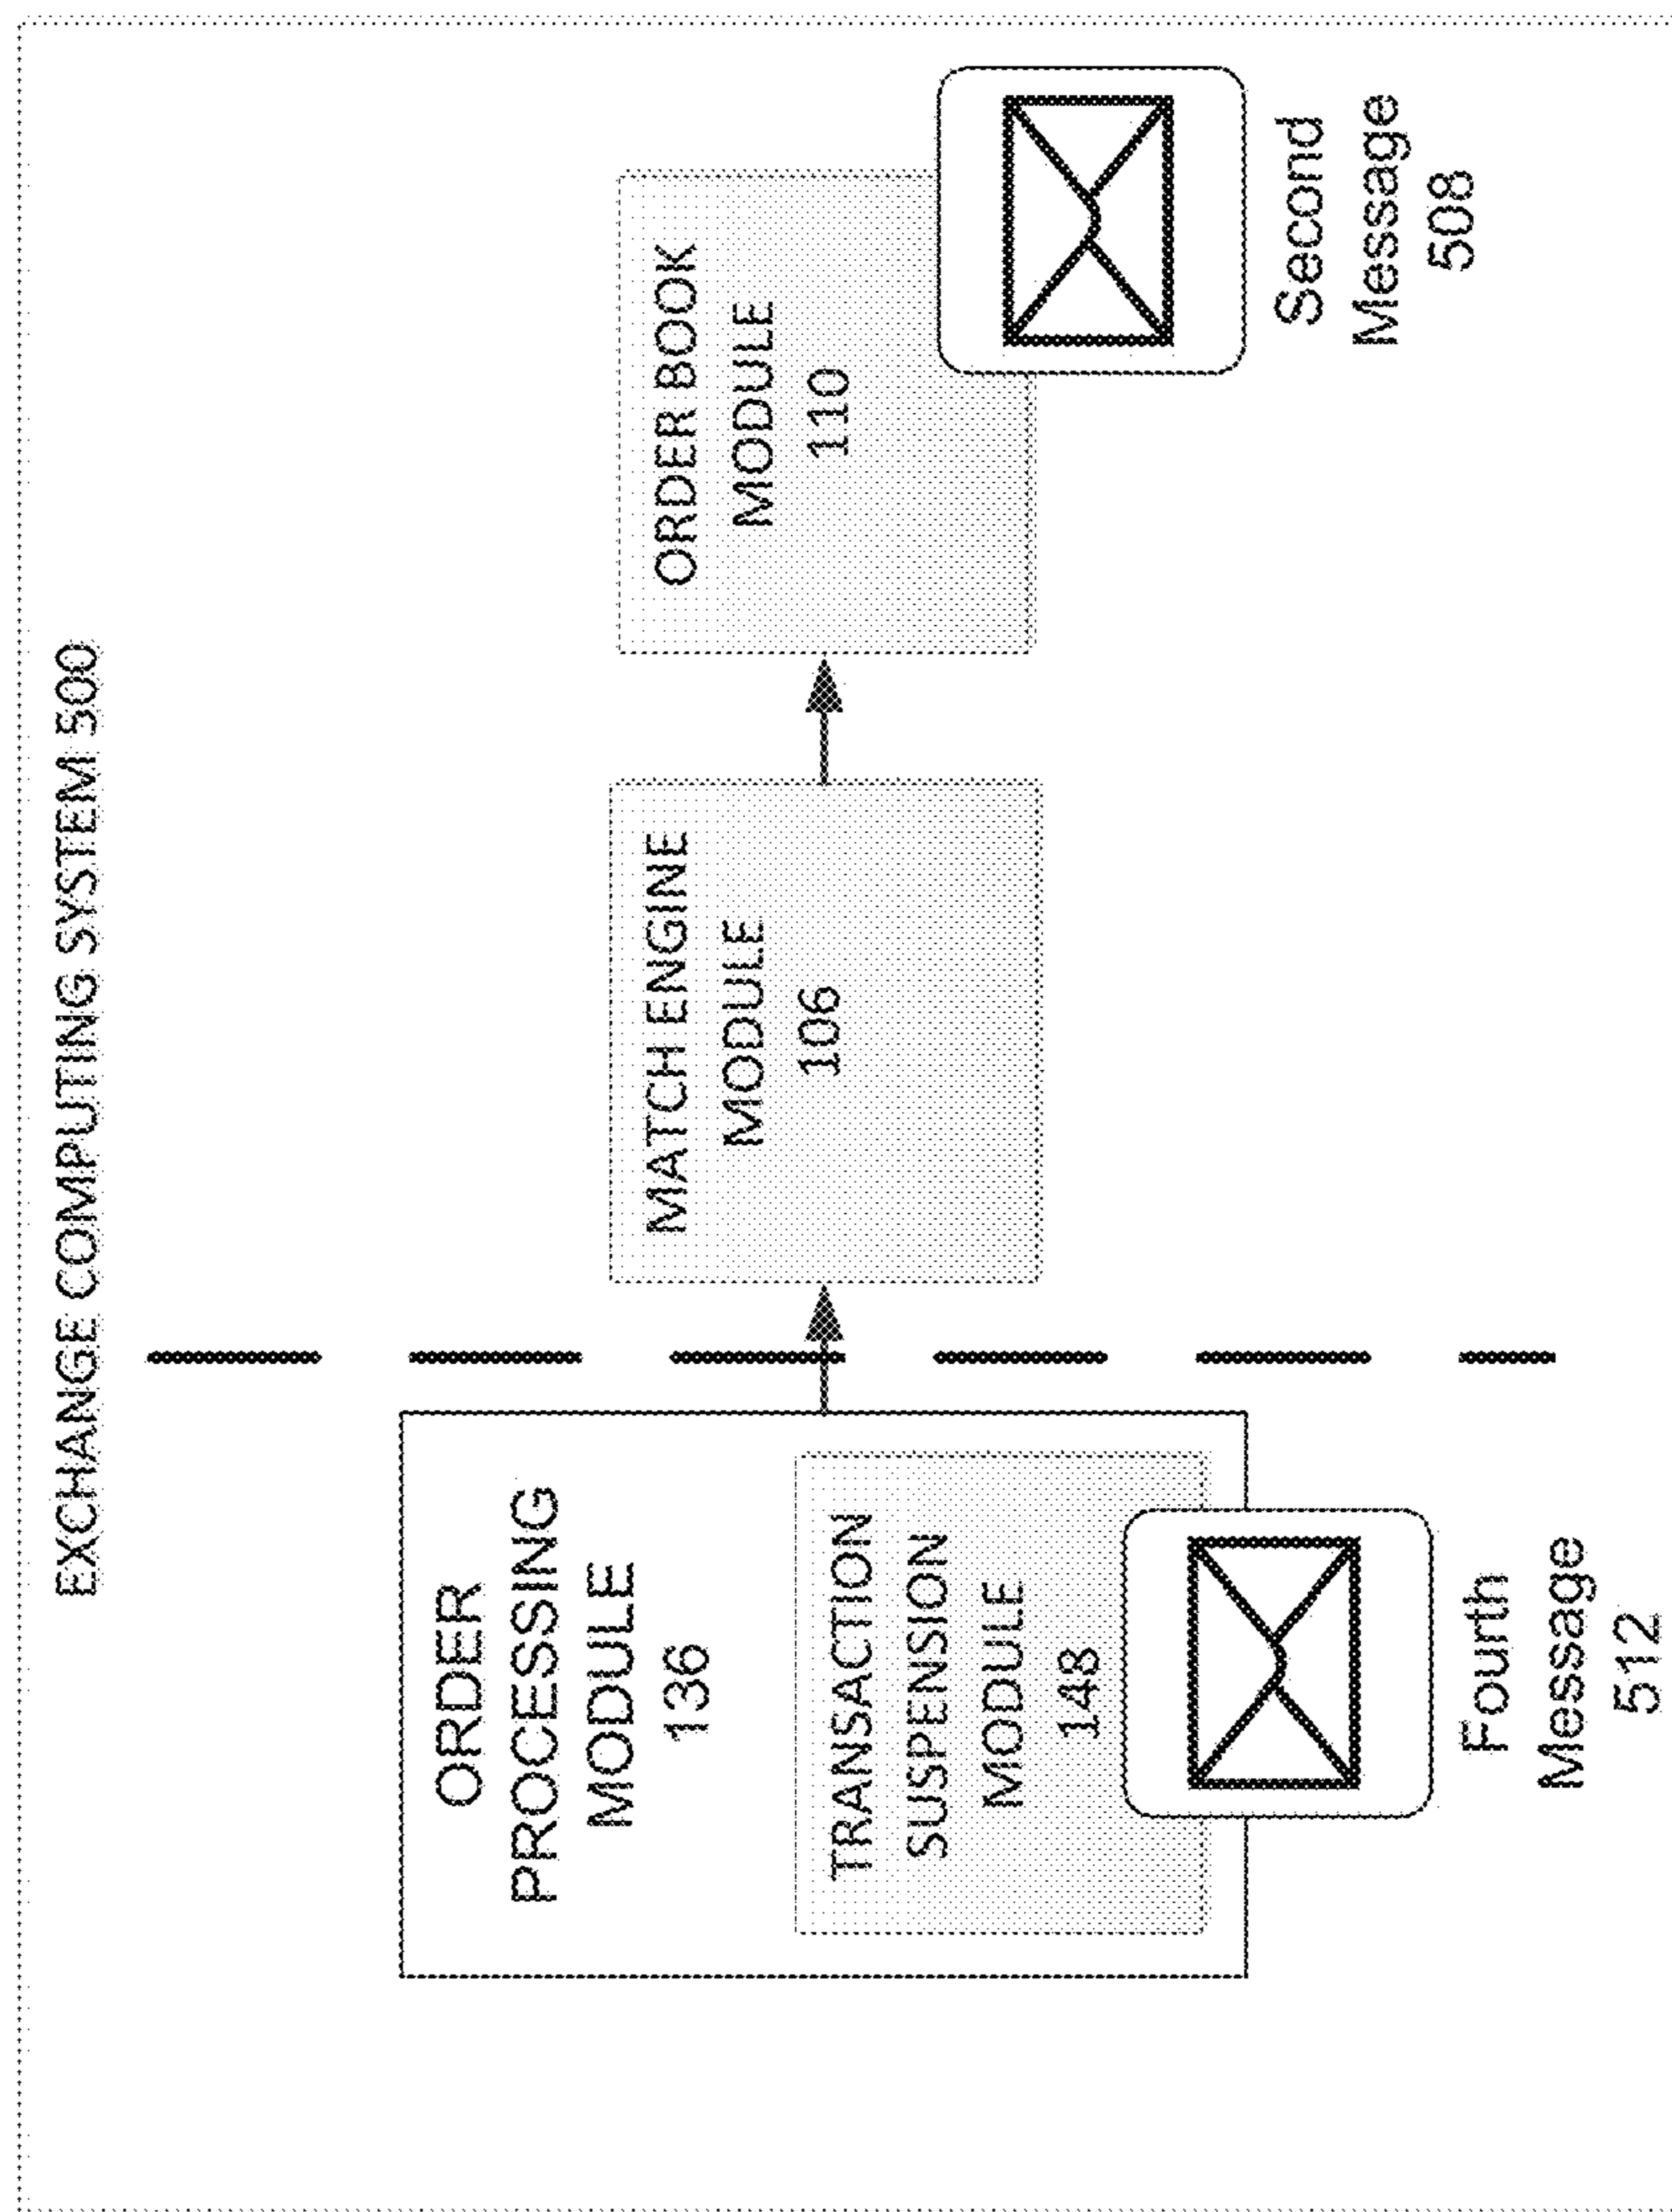 EXCHANGE COMPUTING SYSTEM 500
ORDER
PROCESSING
MODULE
136
TRANSACTION
SUSPENSION
MODULE
148
Fourth
Message
512
MATCH ENGINE
MODULE
106
ORDER BOOK
MODULE
110
Second
Message
508